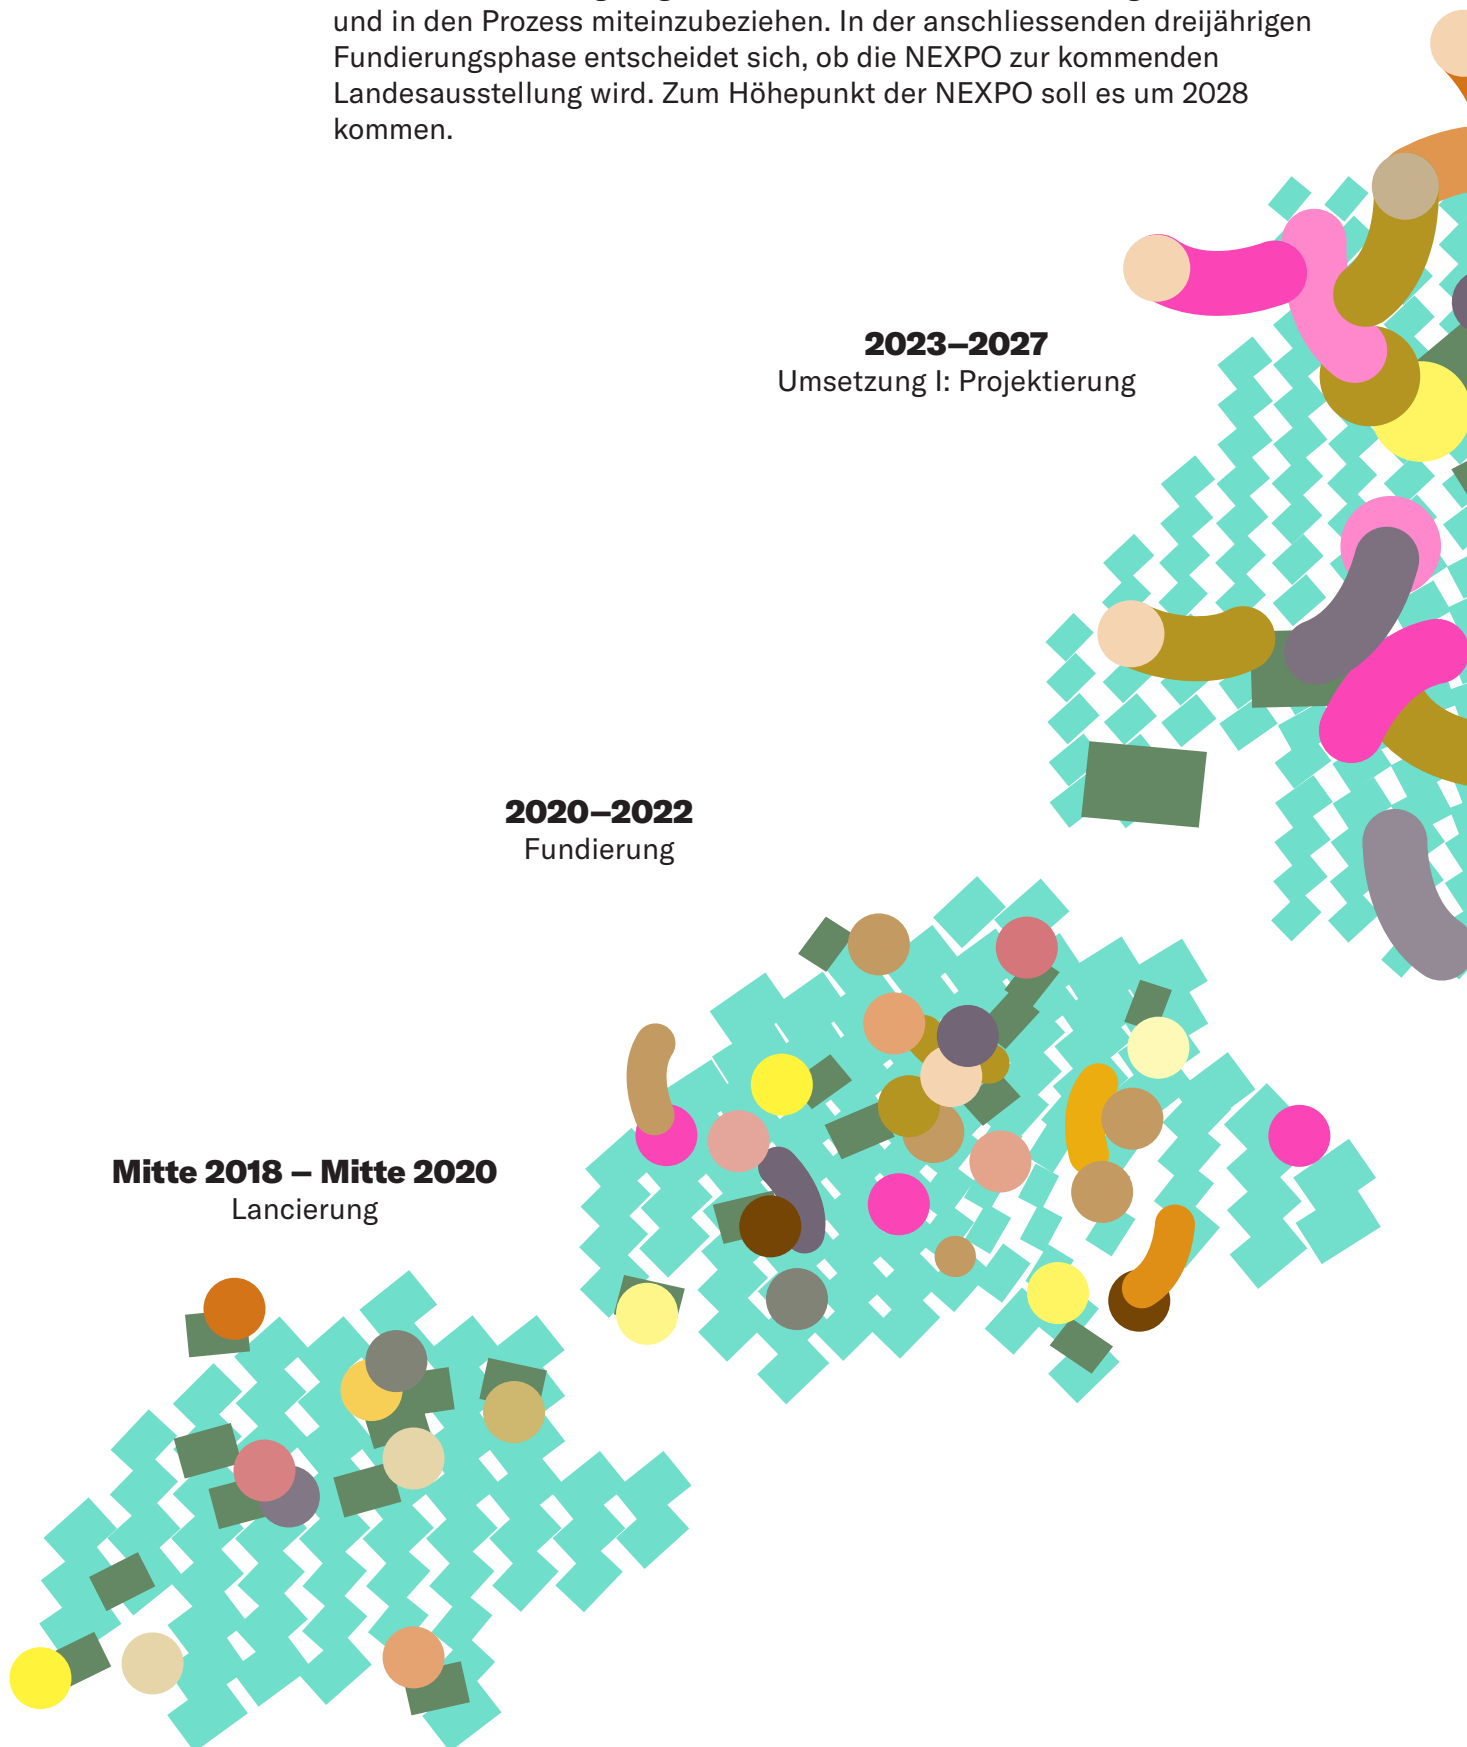 und in den Prozess miteinzubeziehen. In der anschliessenden dreijährigen
Fundierungsphase entscheidet sich, ob die NEXPO zur kommenden
Landesausstellung wird. Zum Höhepunkt der NEXPO soll es um 2028
kommen.
2023–2027
Umsetzung I: Projektierung
2020–2022
Fundierung
Mitte 2018 – Mitte 2020
Lancierung